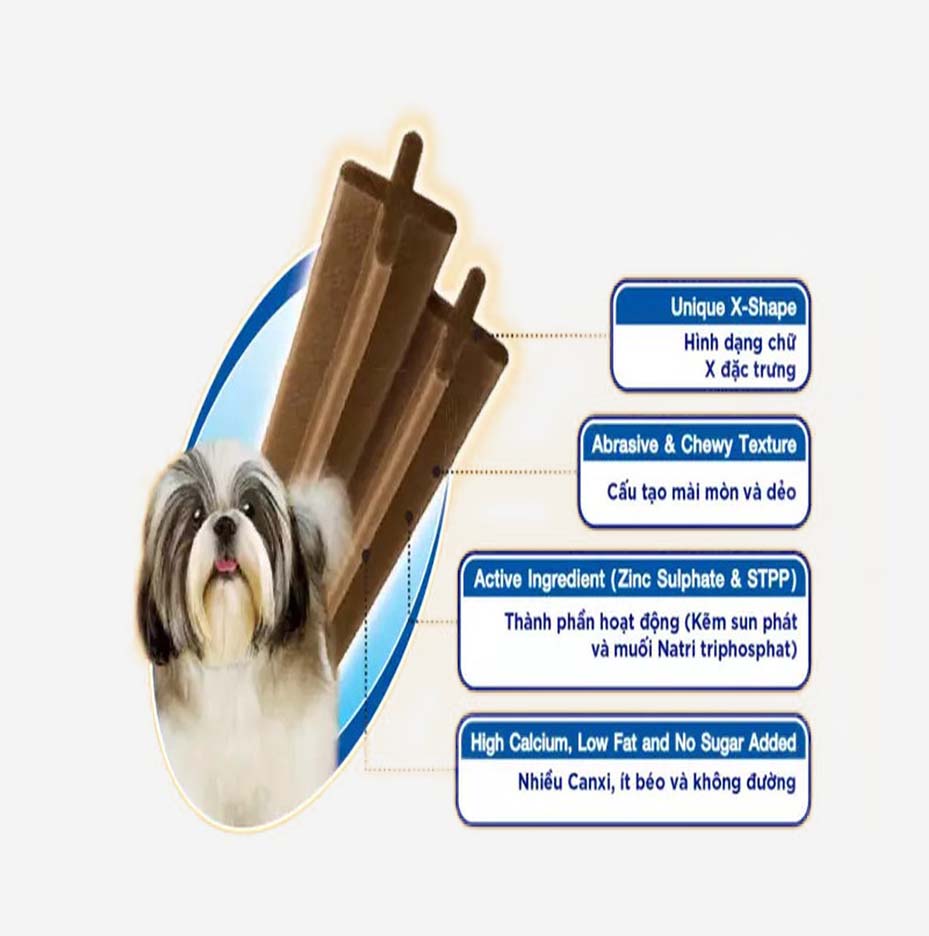 Unique X-Shape
Hình dạng chữ
X đặc trưng
Abrasive & Chewy Texture
Cấu tạo mài mòn và dẻo
Active Ingredient (Zinc Sulphate & STPP)
Thành phần hoạt động (Kẽm sun phát
và muối Natri triphosphat)
High Calcium, Low Fat and No Sugar Added
Nhiều Canxi, ít béo và không đường